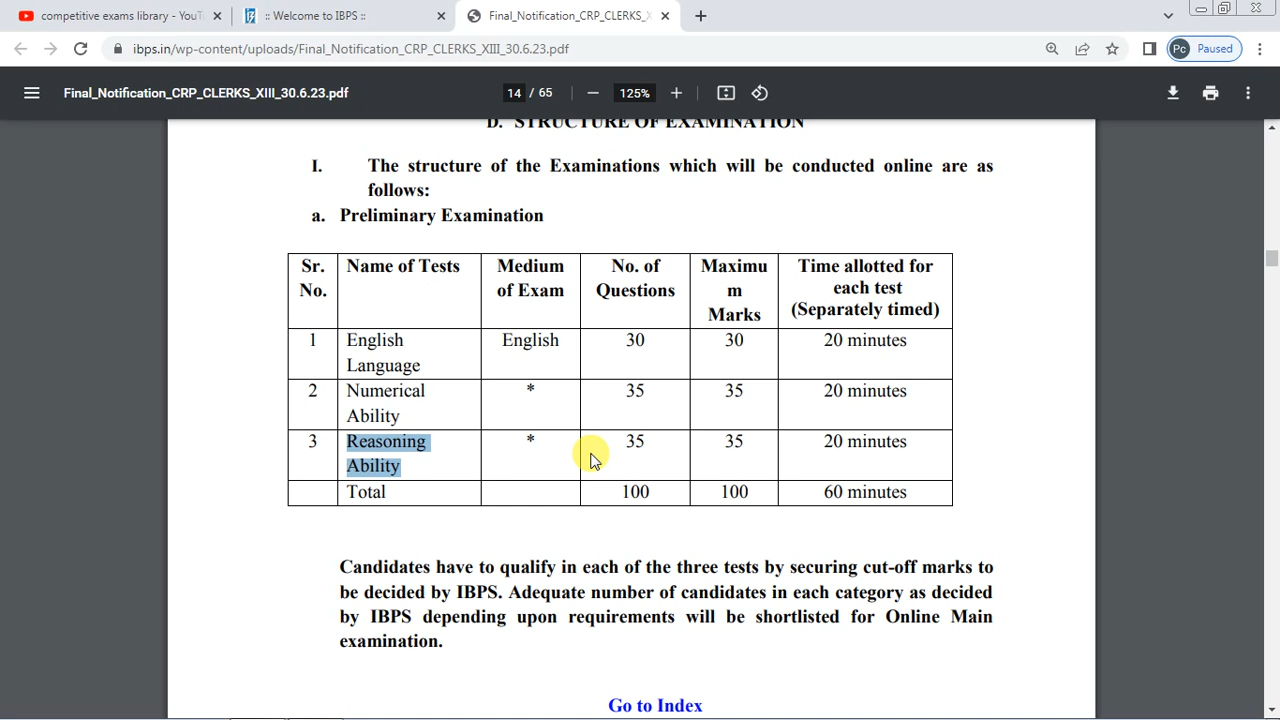 competitive exams library - YouT
:: Welcome to IBPS ::
Final_Notification_CRP_CLERKS_X
ibps.in/wp-content/uploads/Final_Notification_CRP_CLERKS_XIII_30.6.23.pdf
Pc Paused
Final_Notification_CRP_CLERKS_XIII_30.6.23.pdf
14 / 65
125%
D. STRUCTURE OF EXAMINATION
I. The structure of the Examinations which will be conducted online are as
follows:
a. Preliminary Examination
Sr. No. Name of Tests Medium of Exam No. of Questions Maximu m Marks Time allotted for each test (Separately timed)
1 English Language English 30 30 20 minutes
2 Numerical Ability * 35 35 20 minutes
3 Reasoning Ability * 35 35 20 minutes
Total 100 100 60 minutes
Candidates have to qualify in each of the three tests by securing cut-off marks to
be decided by IBPS. Adequate number of candidates in each category as decided
by IBPS depending upon requirements will be shortlisted for Online Main
examination.
Go to Index